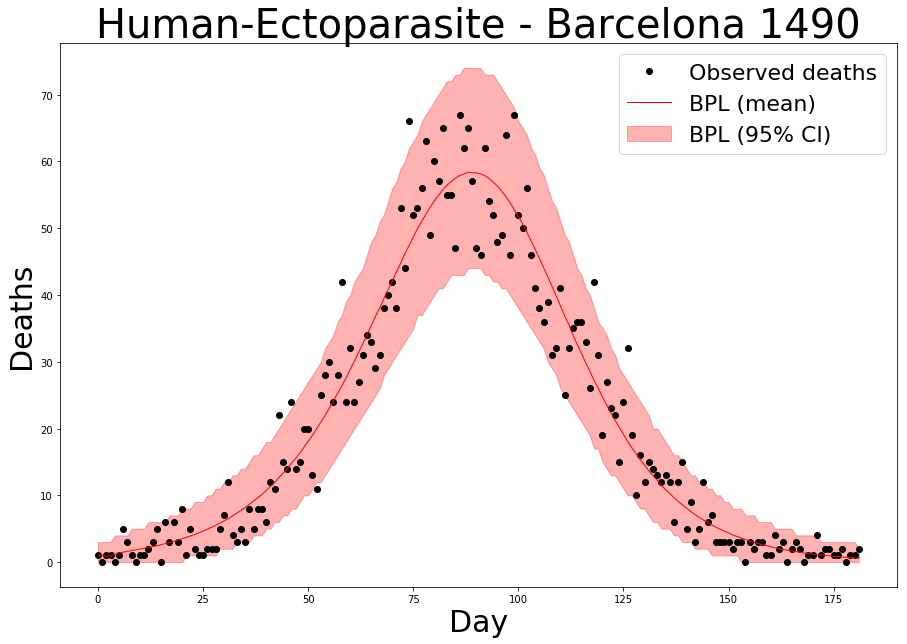 Human-Ectoparasite - Barcelona 1490
Observed deaths
BPL (mean)
BPL (95% CI)
Deaths
70
60
50
40
30
20
10
0
0 25 50 75 100 125 150 175
Day